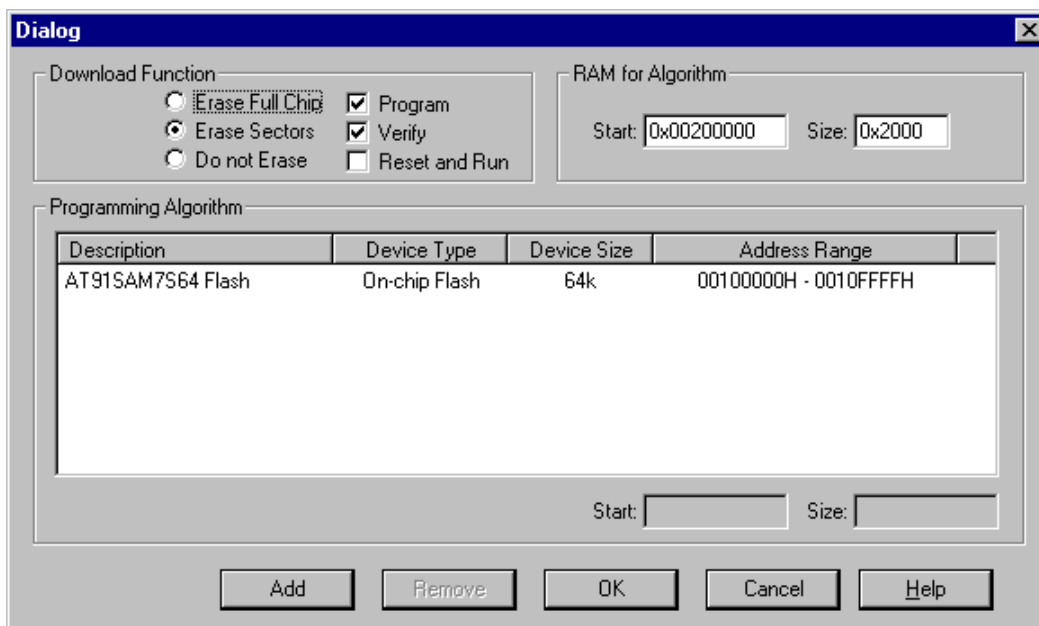 Dialog
Download Function
Erase Full Chip
Erase Sectors
Do not Erase
Program
Verify
Reset and Run
RAM for Algorithm
Start: 0x00200000 Size: 0x2000
Programming Algorithm
Description Device Type Device Size Address Range
AT91SAM7S64 Flash On-chip Flash 64k 00100000H - 0010FFFFH
Start: Size:
Add Remove OK Cancel Help